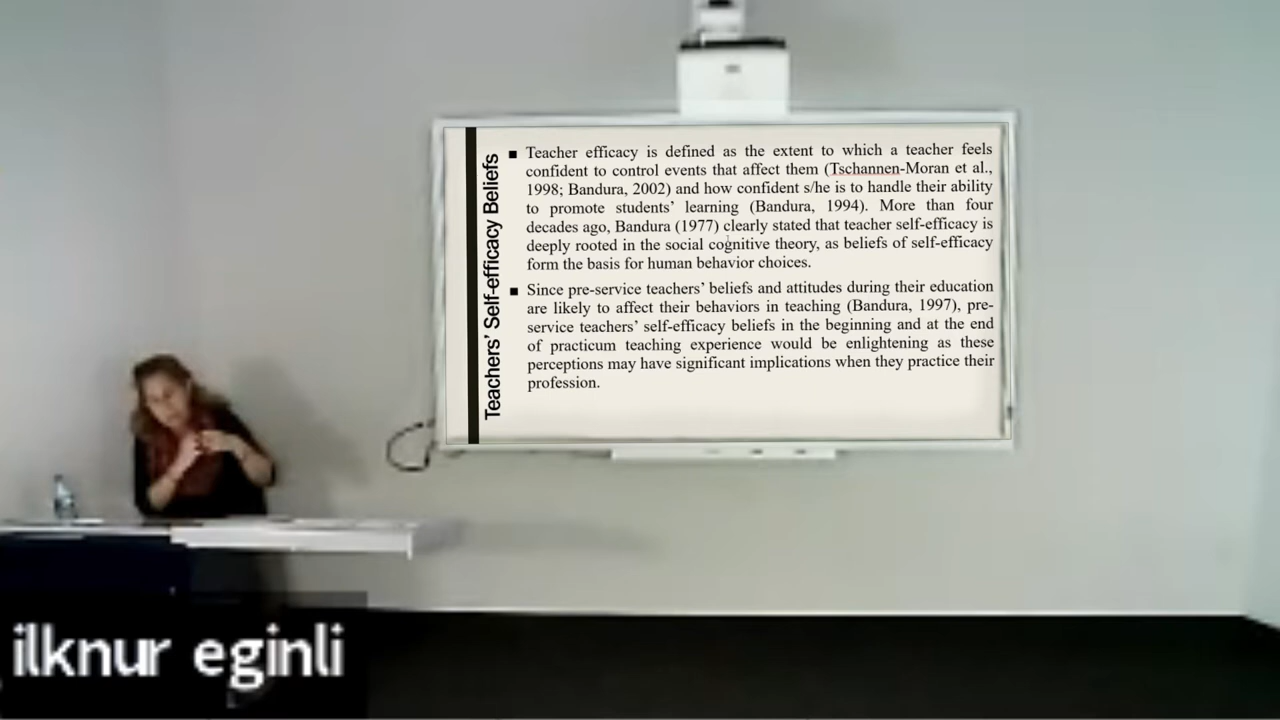 Teachers' Self-efficacy Beliefs
■ Teacher efficacy is defined as the extent to which a teacher feels
confident to control events that affect them (Tschannen-Moran et al.,
1998; Bandura, 2002) and how confident s/he is to handle their ability
to promote students' learning (Bandura, 1994). More than four
decades ago, Bandura (1977) clearly stated that teacher self-efficacy is
deeply rooted in the social cognitive theory, as beliefs of self-efficacy
form the basis for human behavior choices.
■ Since pre-service teachers' beliefs and attitudes during their education
are likely to affect their behaviors in teaching (Bandura, 1997), pre-
service teachers' self-efficacy beliefs in the beginning and at the end
of practicum teaching experience would be enlightening as these
perceptions may have significant implications when they practice their
profession.
ilknur eginli